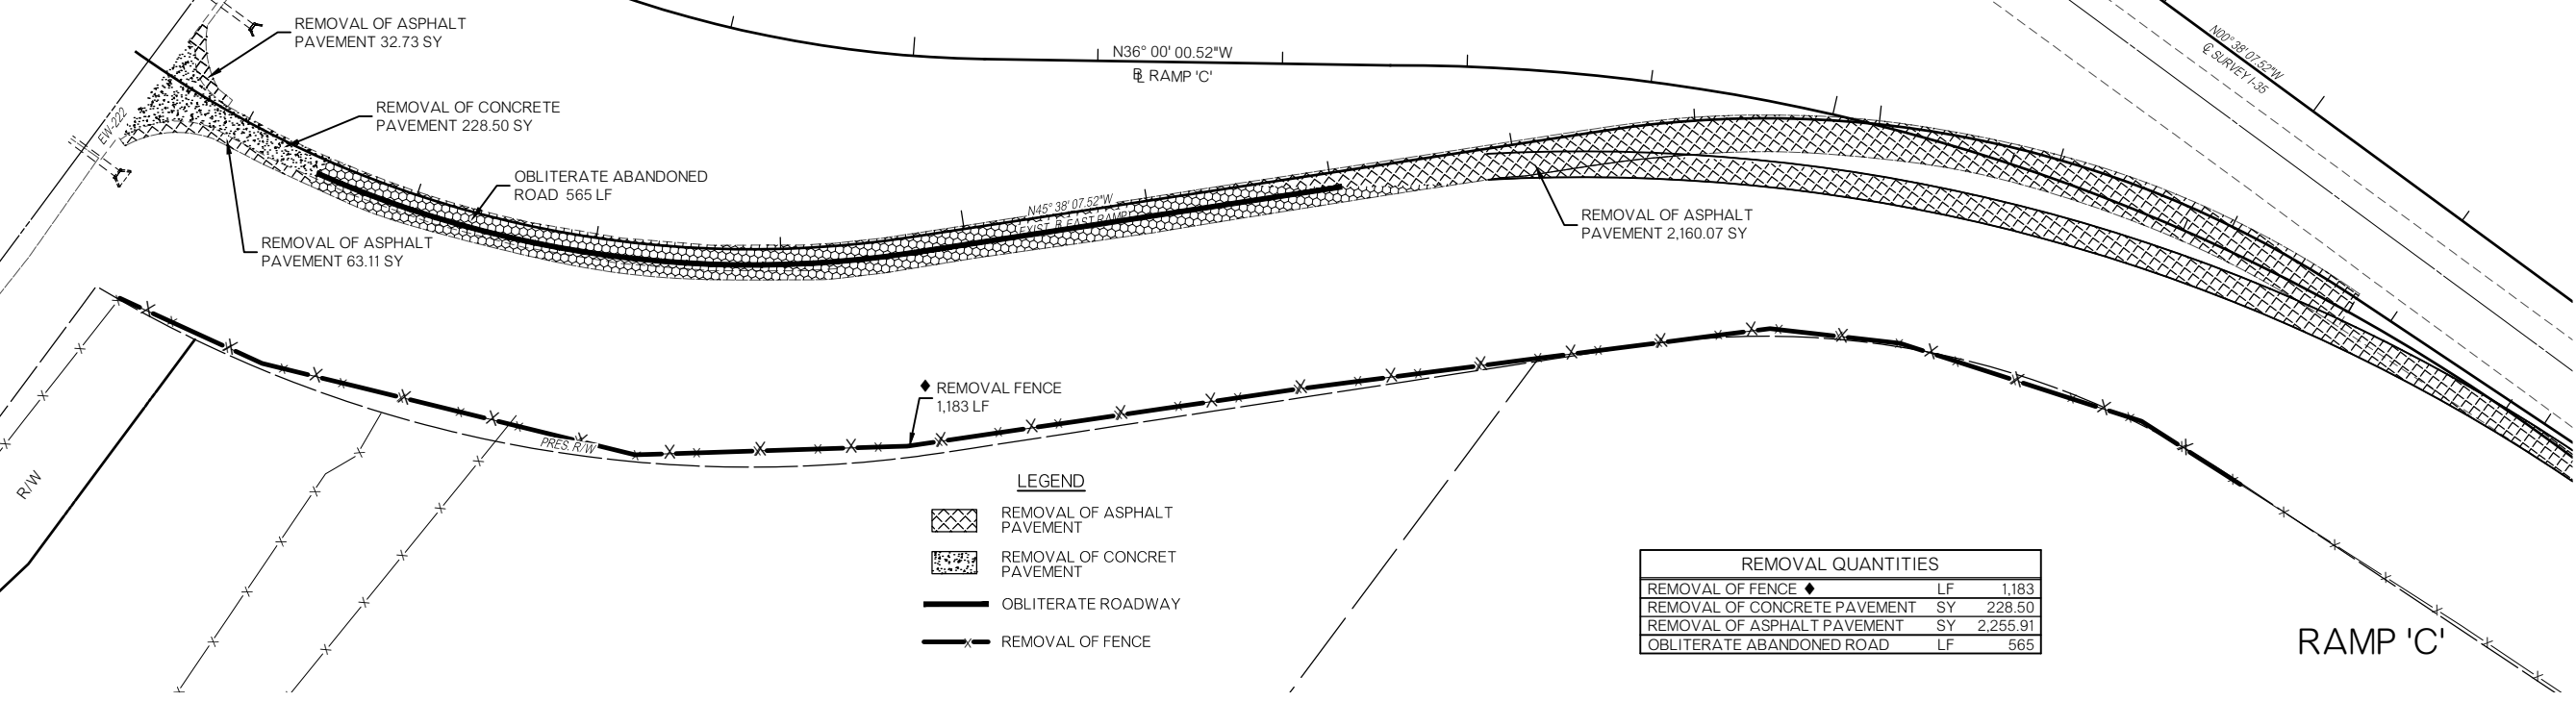 REMOVAL OF ASPHALT
PAVEMENT 32.73 SY
N36° 00' 00.52"W
℄ RAMP 'C'
N00° 38' 07.52"W
℄ SURVEY I-35
EW-222
REMOVAL OF CONCRETE
PAVEMENT 228.50 SY
OBLITERATE ABANDONED
ROAD 565 LF
N45° 38' 07.52"W
EAST RAMP
REMOVAL OF ASPHALT
PAVEMENT 2,160.07 SY
REMOVAL OF ASPHALT
PAVEMENT 63.11 SY
♦ REMOVAL FENCE
1,183 LF
PRES. R/W
R/W
LEGEND
REMOVAL OF ASPHALT
PAVEMENT
REMOVAL OF CONCRET
PAVEMENT
OBLITERATE ROADWAY
REMOVAL OF FENCE
REMOVAL QUANTITIES
REMOVAL OF FENCE ♦ LF 1,183
REMOVAL OF CONCRETE PAVEMENT SY 228.50
REMOVAL OF ASPHALT PAVEMENT SY 2,255.91
OBLITERATE ABANDONED ROAD LF 565
RAMP 'C'